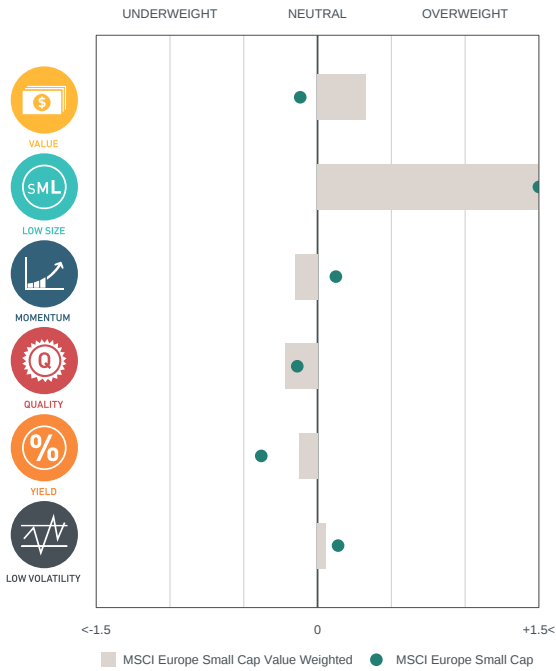 UNDERWEIGHT NEUTRAL OVERWEIGHT
$
VALUE
SML
LOW SIZE
MOMENTUM
Q
QUALITY
%
YIELD
LOW VOLATILITY
<-1.5 0 +1.5<
MSCI Europe Small Cap Value Weighted MSCI Europe Small Cap